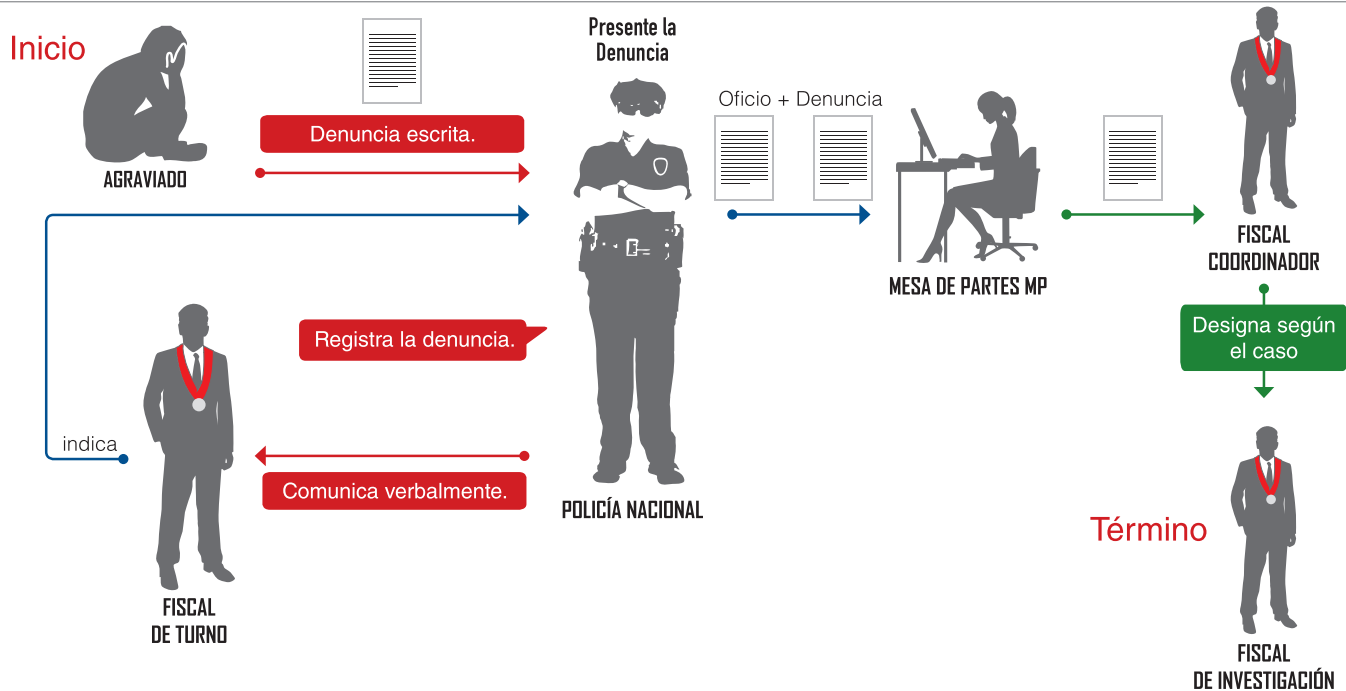 Inicio
Denuncia escrita.
AGRAVIADO
Presente la
Denuncia
Oficio + Denuncia
MESA DE PARTES MP
FISCAL
COORDINADOR
Designa según
el caso
Registra la denuncia.
indica
Comunica verbalmente.
POLICÍA NACIONAL
FISCAL
DE TURNO
Término
FISCAL
DE INVESTIGACIÓN